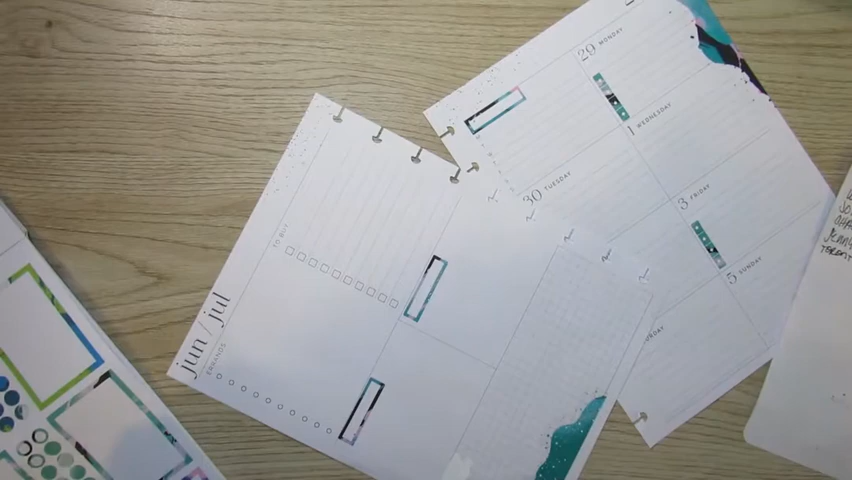 29 MONDAY
1 WEDNESDAY
30 TUESDAY
3 FRIDAY
5 SUNDAY
TO BUY
jun / jul
ERRANDS